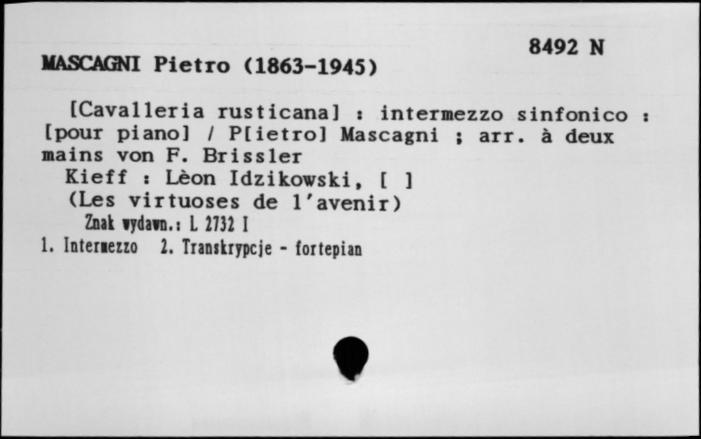 8492 N
MASCAGNI Pietro (1863-1945)
[Cavalleria rusticana] : intermezzo sinfonico :
[pour piano] / P[ietro] Mascagni ; arr. à deux
mains von F. Brissler
Kieff : Lèon Idzikowski, [ ]
(Les virtuoses de l'avenir)
Znak wydawn.: L 2732 I
1. Intermezzo 2. Transkrypcje - fortepian